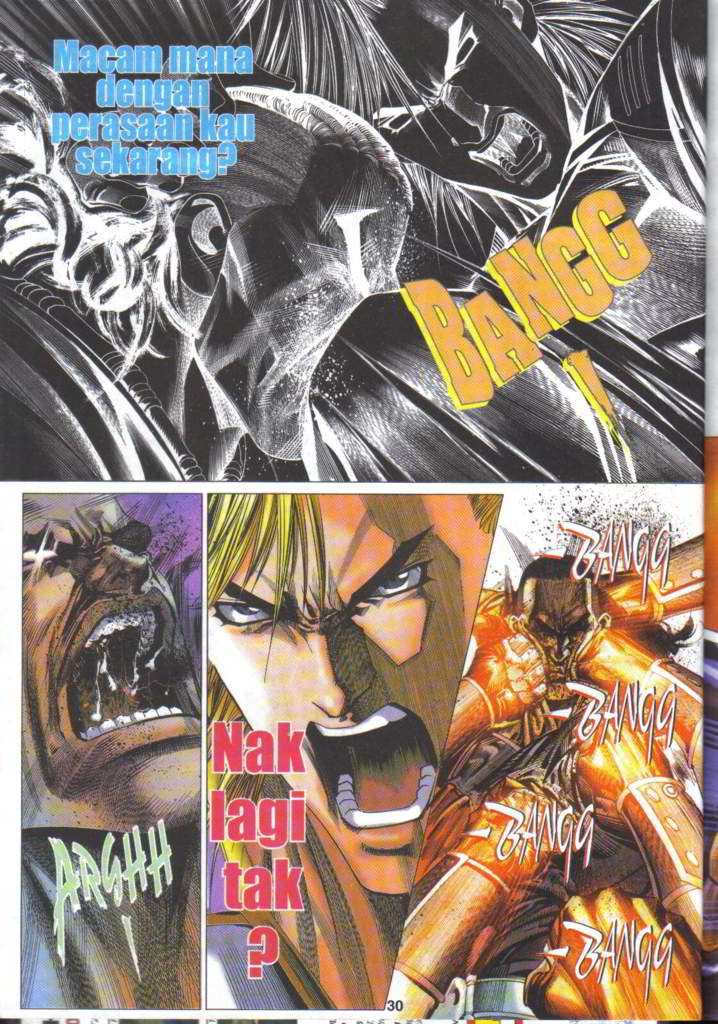 Macam mana
dengan
perasaan kau
sekarang?
BANGG
!
ARGHH
!
Nak
lagi
tak
?
BANGG
BANGG
BANGG
BANGG
30